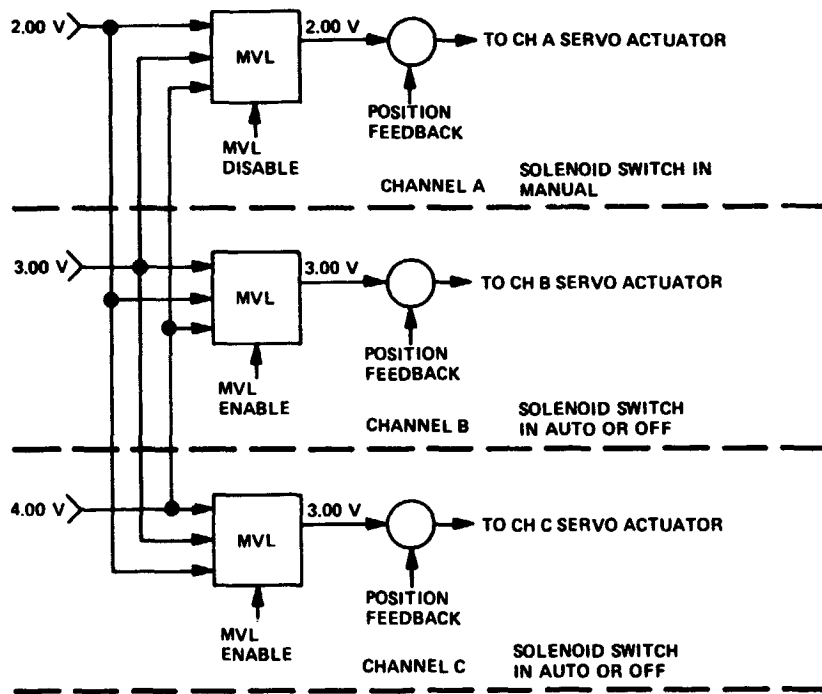 2.00 V
MVL
2.00 V
TO CH A SERVO ACTUATOR
POSITION
FEEDBACK
MVL
DISABLE
CHANNEL A
SOLENOID SWITCH IN
MANUAL
3.00 V
MVL
3.00 V
TO CH B SERVO ACTUATOR
POSITION
FEEDBACK
MVL
ENABLE
CHANNEL B
SOLENOID SWITCH
IN AUTO OR OFF
4.00 V
MVL
3.00 V
TO CH C SERVO ACTUATOR
POSITION
FEEDBACK
MVL
ENABLE
CHANNEL C
SOLENOID SWITCH
IN AUTO OR OFF